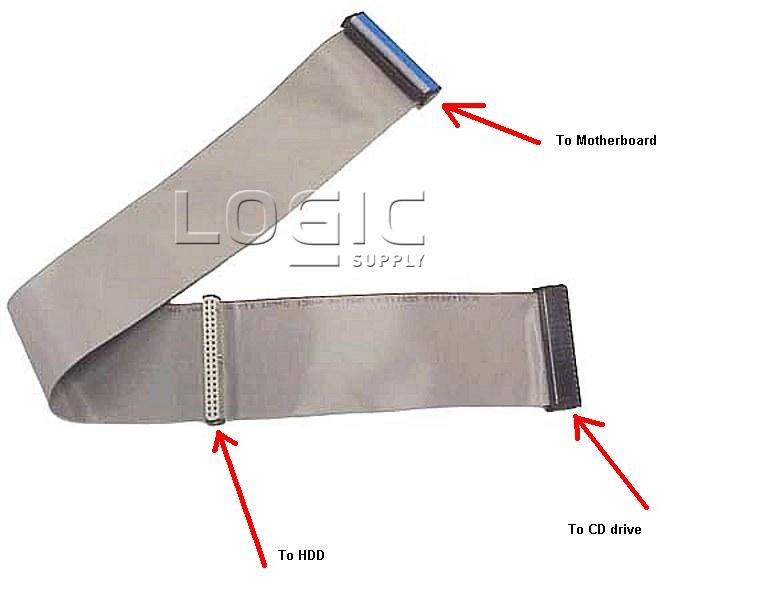 To Motherboard
LOGIC
SUPPLY
To CD drive
To HDD